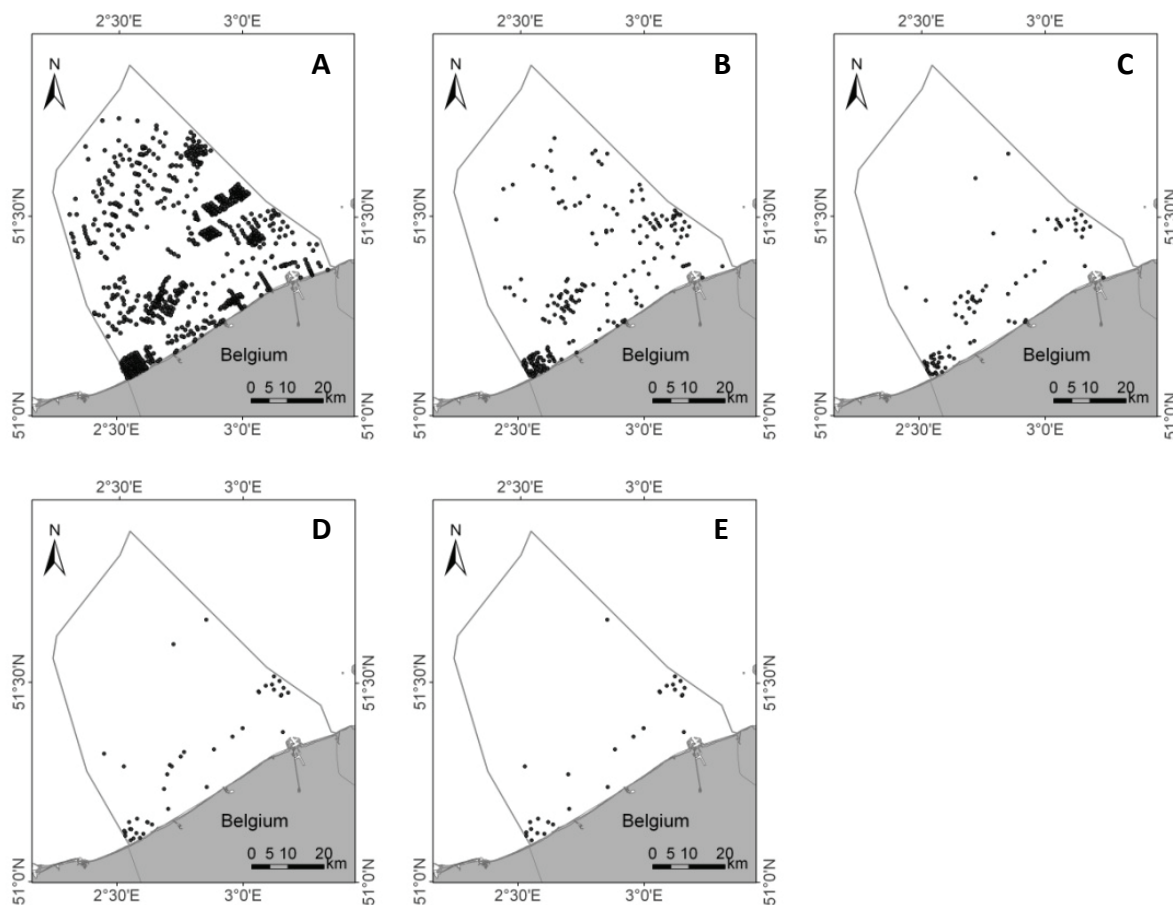 2°30'E 3°0'E 2°30'E 3°0'E 2°30'E 3°0'E
N A N B N C
51°30'N 51°30'N 51°30'N 51°30'N 51°30'N 51°30'N
Belgium Belgium Belgium
0 5 10 20 0 5 10 20 0 5 10 20
km km km
51°0'N 51°0'N 51°0'N 51°0'N 51°0'N 51°0'N
2°30'E 3°0'E 2°30'E 3°0'E 2°30'E 3°0'E
2°30'E 3°0'E 2°30'E 3°0'E
N D N E
51°30'N 51°30'N 51°30'N 51°30'N
Belgium Belgium
0 5 10 20 0 5 10 20
km km
51°0'N 51°0'N 51°0'N 51°0'N
2°30'E 3°0'E 2°30'E 3°0'E